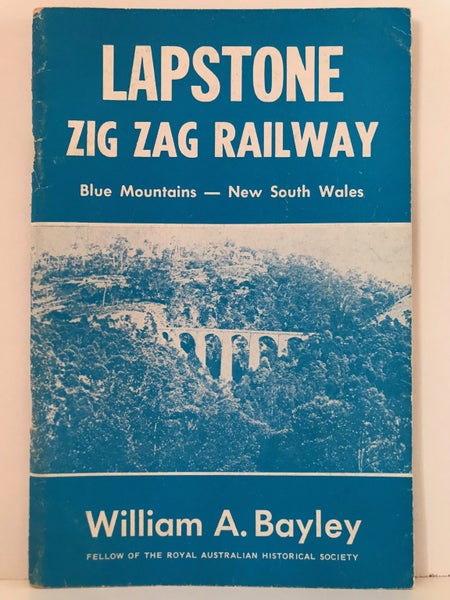 LAPSTONE
ZIG ZAG RAILWAY
Blue Mountains — New South Wales
William A. Bayley
FELLOW OF THE ROYAL AUSTRALIAN HISTORICAL SOCIETY